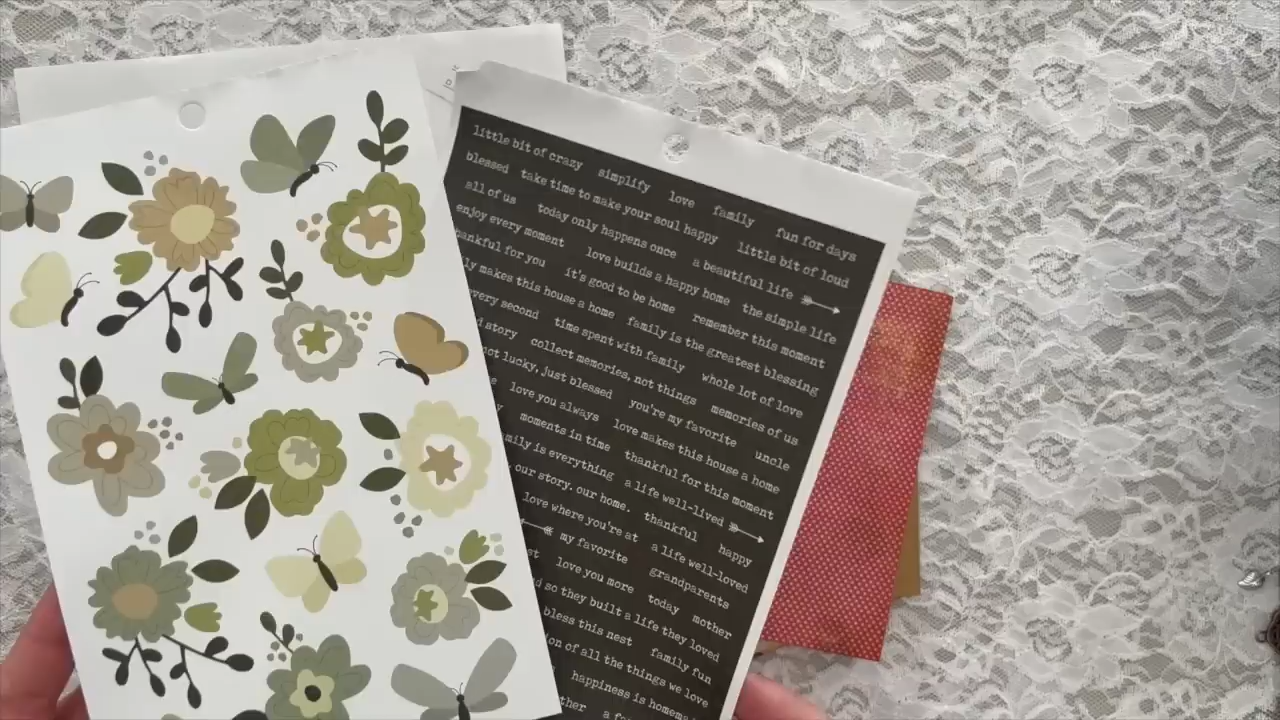 little bit of crazy simplify love family fun for days
blessed take time to make your soul happy little bit of loud
all of us today only happens once a beautiful life
enjoy every moment love builds a happy home the simple life
thankful for you it's good to be home remember this moment
makes this house a home family is the greatest blessing
every second time spent with family whole lot of love
story collect memories, not things memories of us
not lucky, just blessed you're my favorite uncle
love you always love makes this house a home
moments in time thankful for this moment
family is everything a life well-lived
our story. our home. thankful happy
love where you're at a life well-loved
my favorite grandparents
love you more today mother
so they built a life they loved
bless this nest family fun
of all the things we love
happiness is